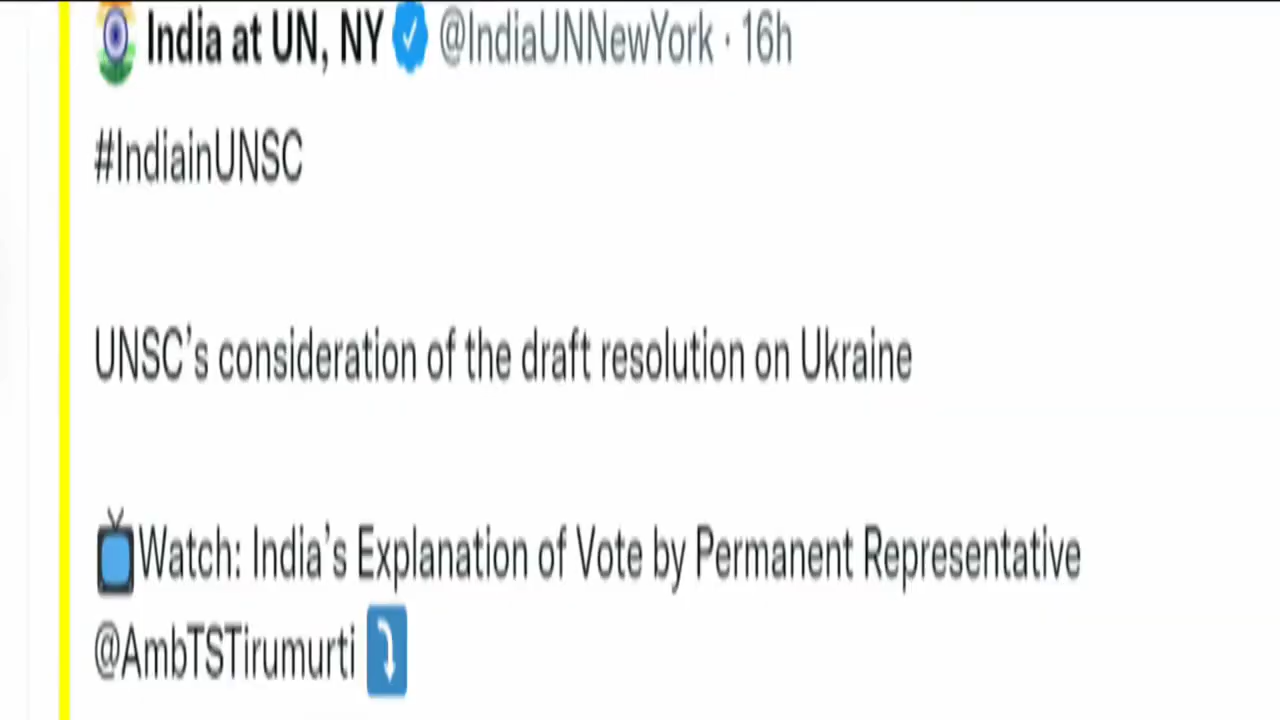 India at UN, NY @IndiaUNNewYork · 16h
#IndiainUNSC
UNSC's consideration of the draft resolution on Ukraine
Watch: India's Explanation of Vote by Permanent Representative
@AmbTSTirumurti